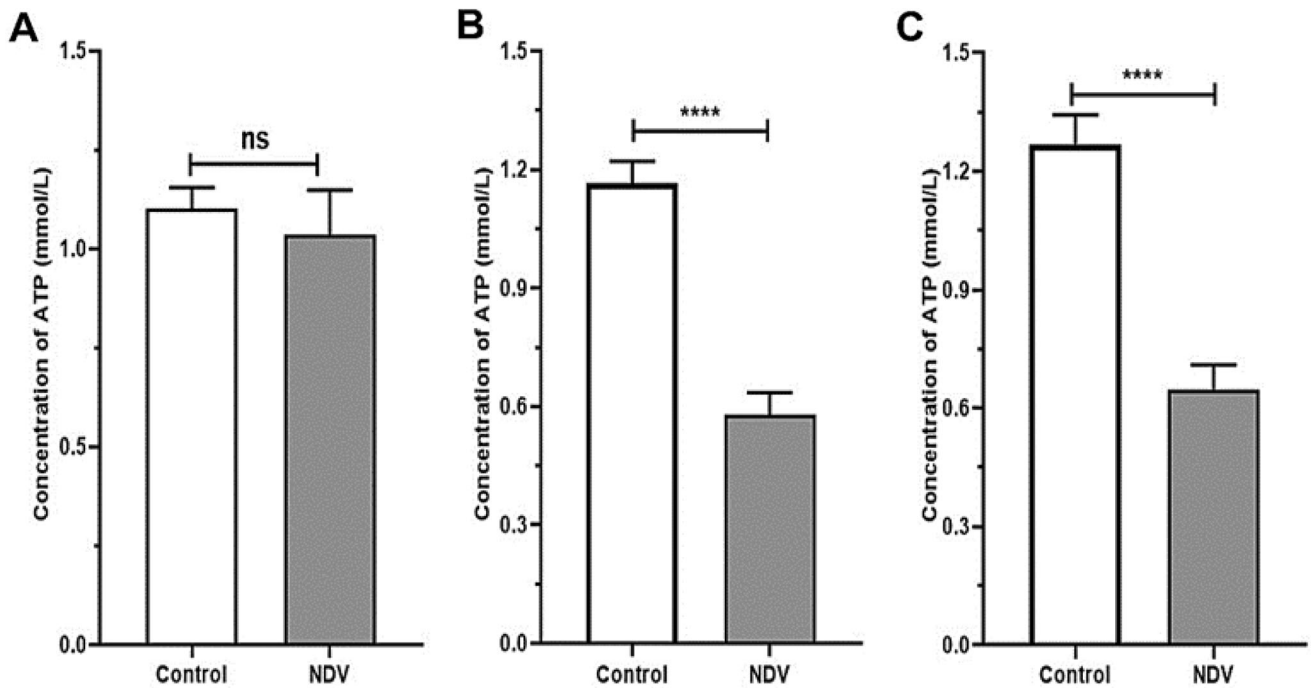 A
Concentration of ATP (mmol/L)
1.5
1.0
0.5
0.0
ns
Control NDV
B
Concentration of ATP (mmol/L)
1.5
1.2
0.9
0.6
0.3
0.0
****
Control NDV
C
Concentration of ATP (mmol/L)
1.5
1.2
0.9
0.6
0.3
0.0
****
Control NDV